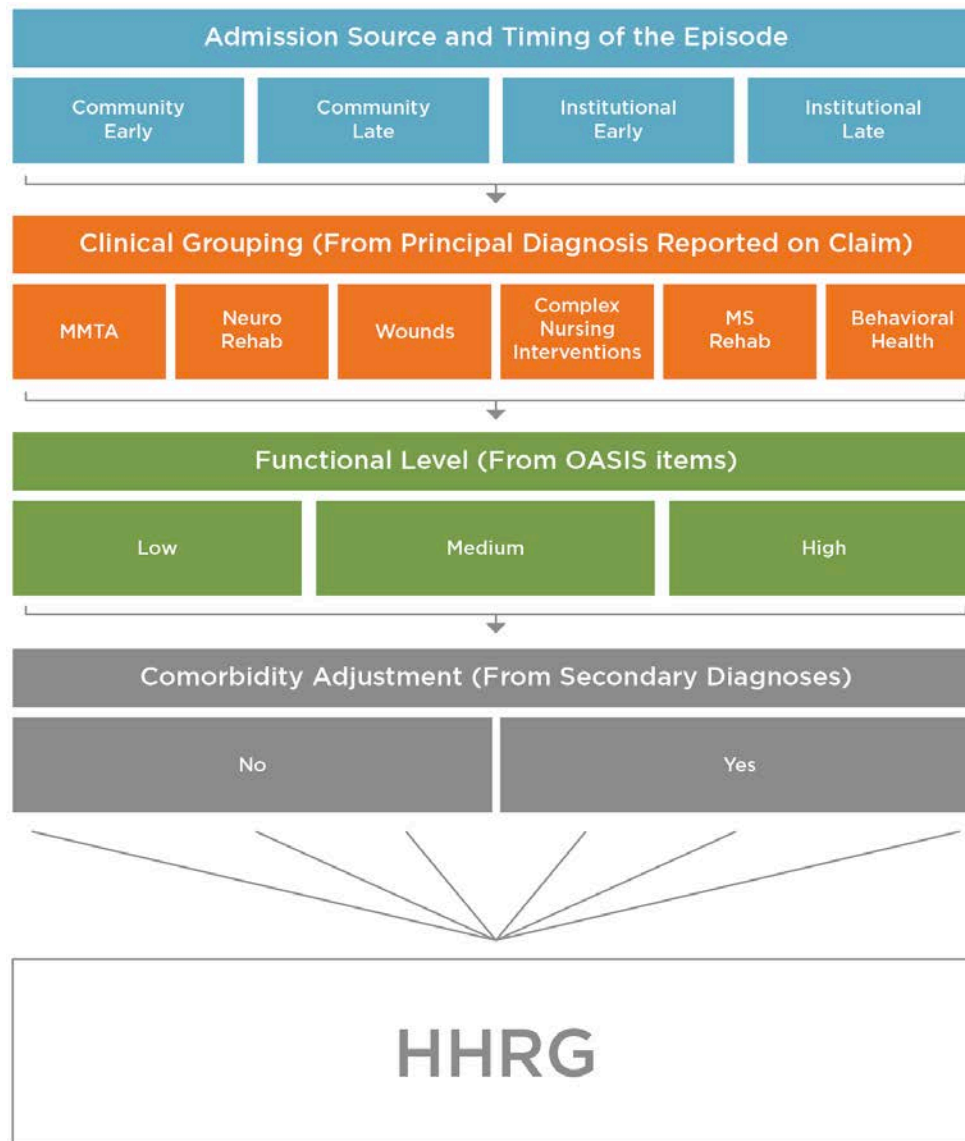 Admission Source and Timing of the Episode
Community
Early
Community
Late
Institutional
Early
Institutional
Late
Clinical Grouping (From Principal Diagnosis Reported on Claim)
MMTA
Neuro
Rehab
Wounds
Complex
Nursing
Interventions
MS
Rehab
Behavioral
Health
Functional Level (From OASIS items)
Low
Medium
High
Comorbidity Adjustment (From Secondary Diagnoses)
No
Yes
HHRG